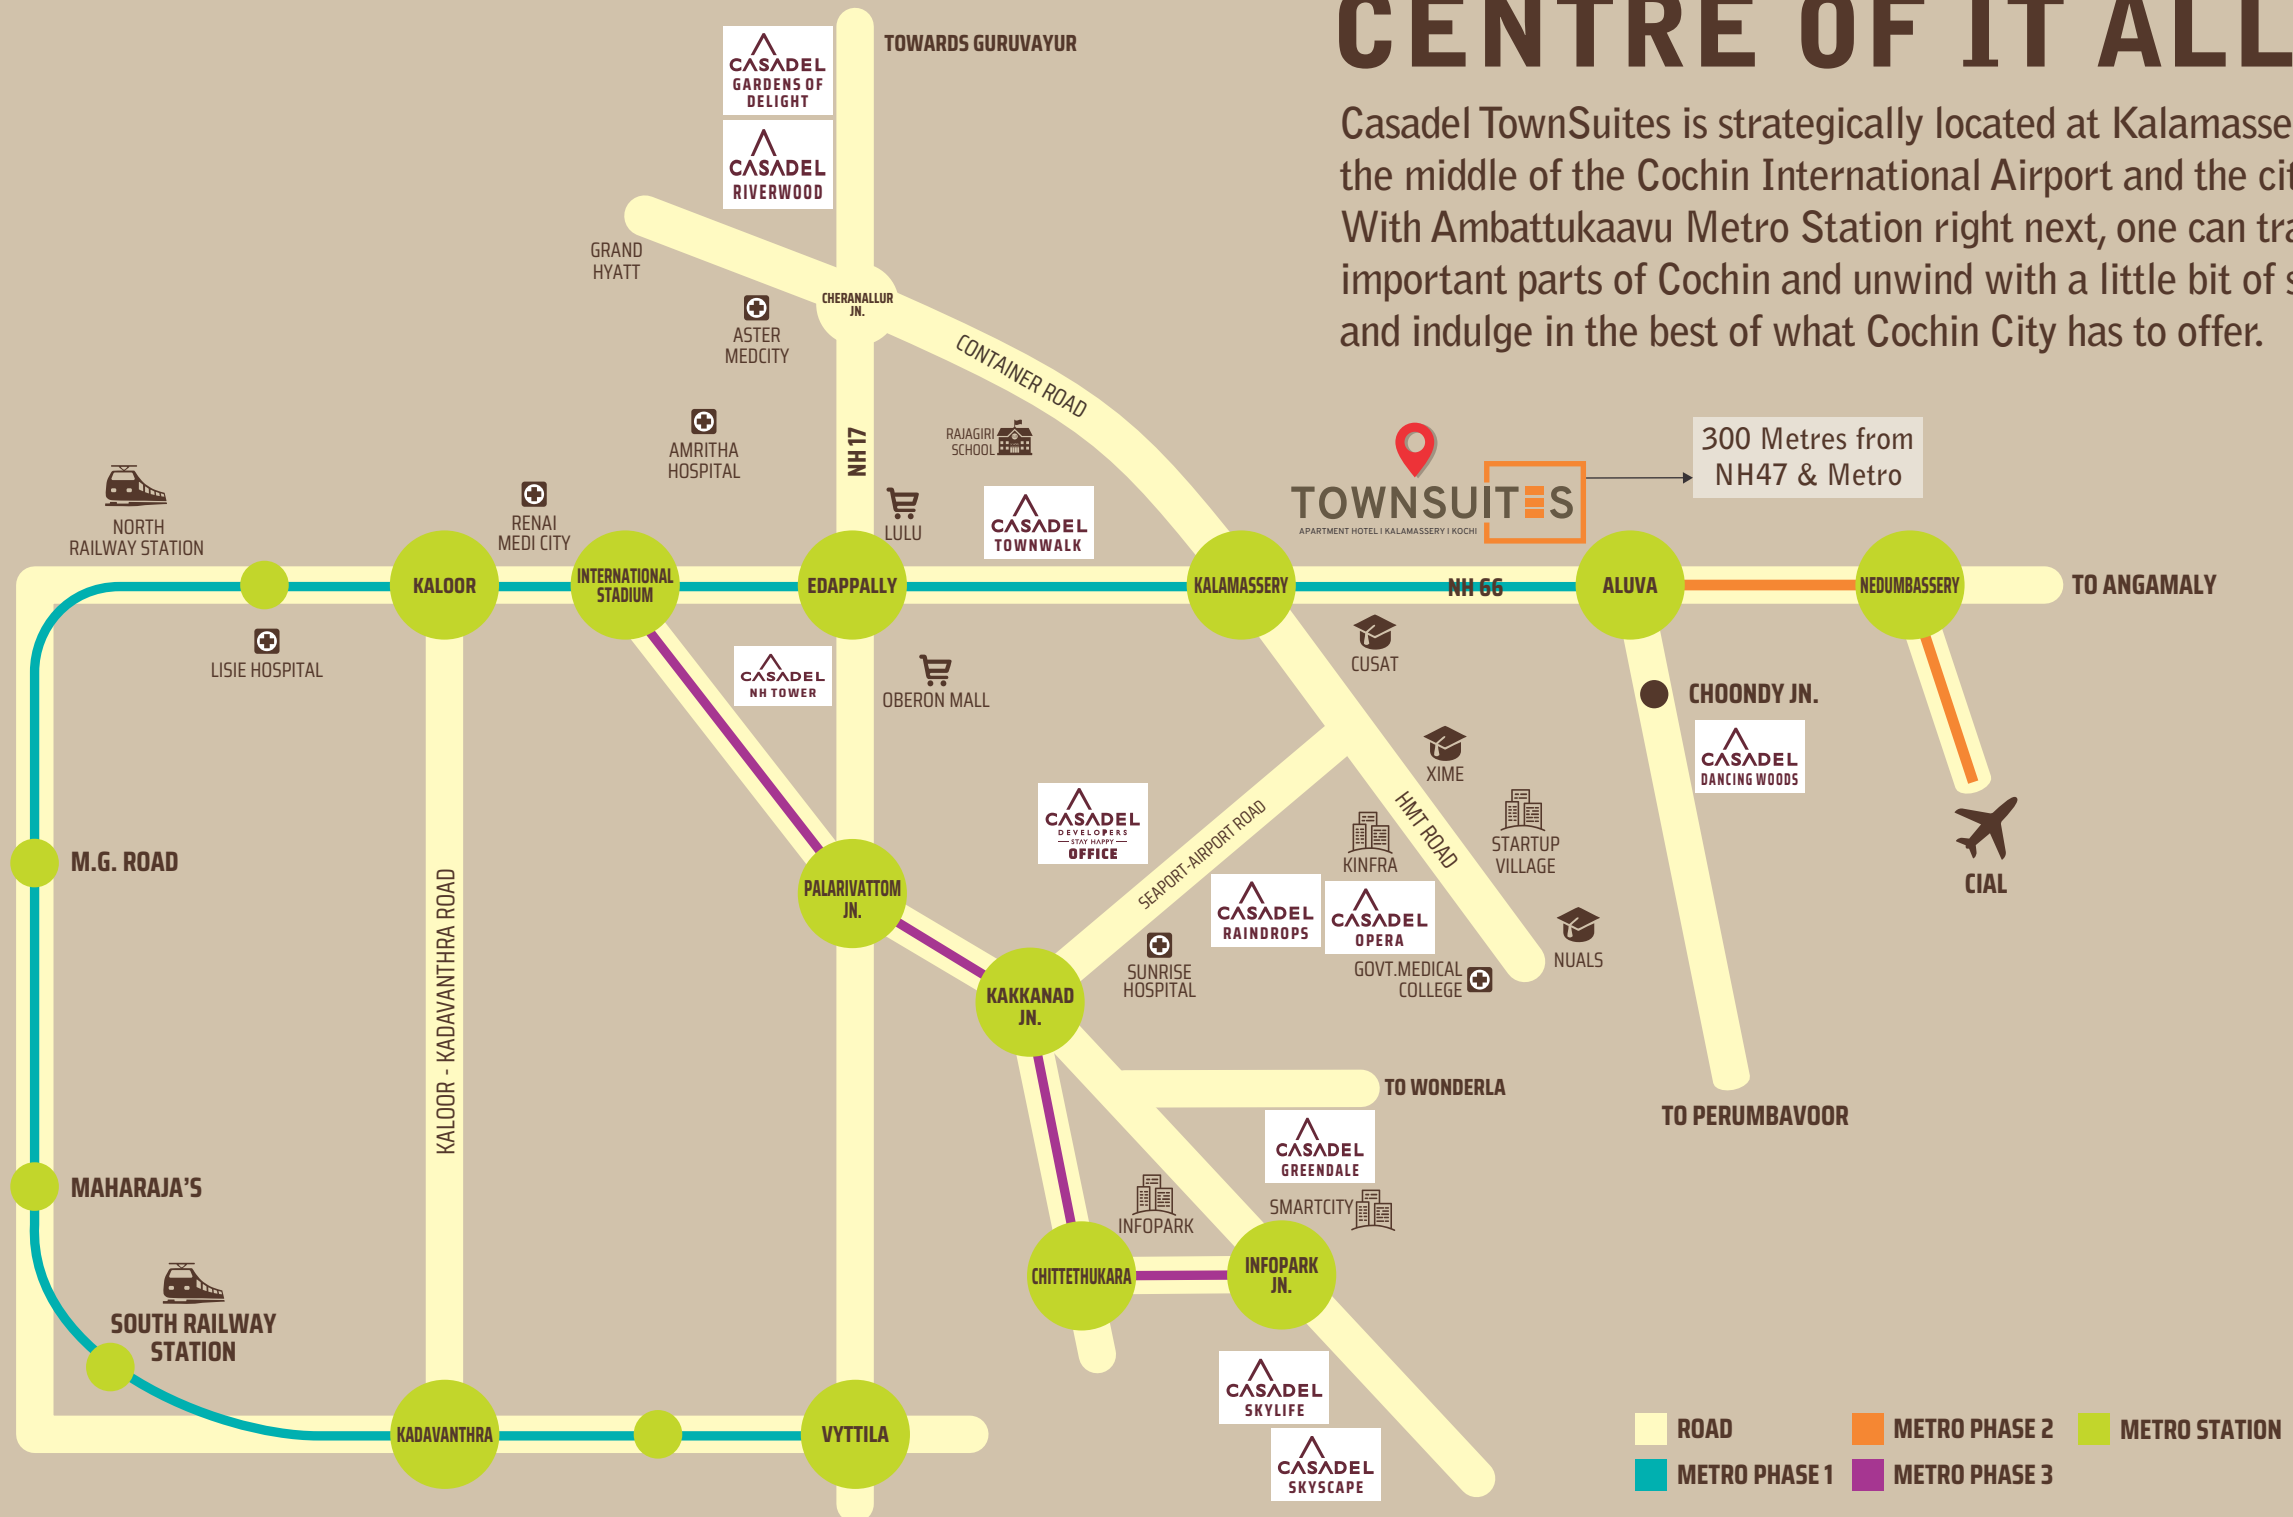 CENTRE OF IT ALL
Casadel TownSuites is strategically located at Kalamasse
the middle of the Cochin International Airport and the cit
With Ambattukaavu Metro Station right next, one can tra
important parts of Cochin and unwind with a little bit of s
and indulge in the best of what Cochin City has to offer.
TOWARDS GURUVAYUR
CASADEL
GARDENS OF
DELIGHT
CASADEL
RIVERWOOD
GRAND
HYATT
CHERANALLUR
JN.
ASTER
MEDCITY
CONTAINER ROAD
AMRITHA
HOSPITAL
NH 17
RAJAGIRI
SCHOOL
300 Metres from
NH47 & Metro
TOWNSUITES
APARTMENT HOTEL I KALAMASSERY I KOCHI
NORTH
RAILWAY STATION
RENAI
MEDI CITY
LULU
CASADEL
TOWNWALK
KALOOR
INTERNATIONAL
STADIUM
EDAPPALLY
KALAMASSERY
NH 66
ALUVA
NEDUMBASSERY
TO ANGAMALY
LISIE HOSPITAL
CASADEL
NH TOWER
OBERON MALL
CUSAT
CHOONDY JN.
CASADEL
DANCING WOODS
XIME
CASADEL
DEVELOPERS
STAY HAPPY
OFFICE
SEAPORT-AIRPORT ROAD
HMT ROAD
KINFRA
STARTUP
VILLAGE
CIAL
M.G. ROAD
KALOOR - KADAVANTHRA ROAD
PALARIVATTOM
JN.
CASADEL
RAINDROPS
CASADEL
OPERA
SUNRISE
HOSPITAL
GOVT.MEDICAL
COLLEGE
NUALS
KAKKANAD
JN.
TO WONDERLA
TO PERUMBAVOOR
CASADEL
GREENDALE
MAHARAJA'S
INFOPARK
SMARTCITY
CHITTETHUKARA
INFOPARK
JN.
SOUTH RAILWAY
STATION
CASADEL
SKYLIFE
KADAVANTHRA
VYTTILA
CASADEL
SKYSCAPE
ROAD
METRO PHASE 2
METRO STATION
METRO PHASE 1
METRO PHASE 3